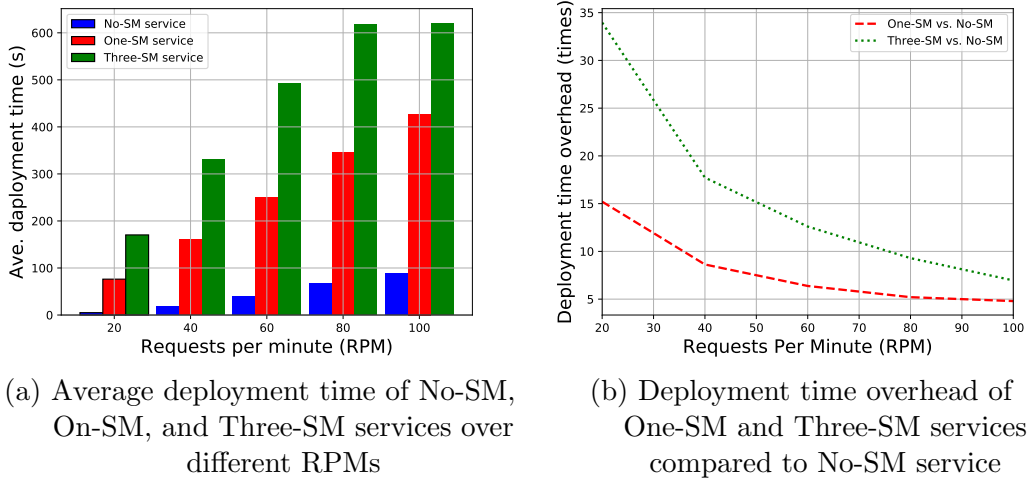 600
500
400
300
200
100
0
Ave. daployment time (s)
No-SM service
One-SM service
Three-SM service
20 40 60 80 100
Requests per minute (RPM)
(a) Average deployment time of No-SM,
On-SM, and Three-SM services over
different RPMs
35
30
25
20
15
10
5
Deployment time overhead (times)
One-SM vs. No-SM
Three-SM vs. No-SM
20 30 40 50 60 70 80 90 100
Requests Per Minute (RPM)
(b) Deployment time overhead of
One-SM and Three-SM services
compared to No-SM service